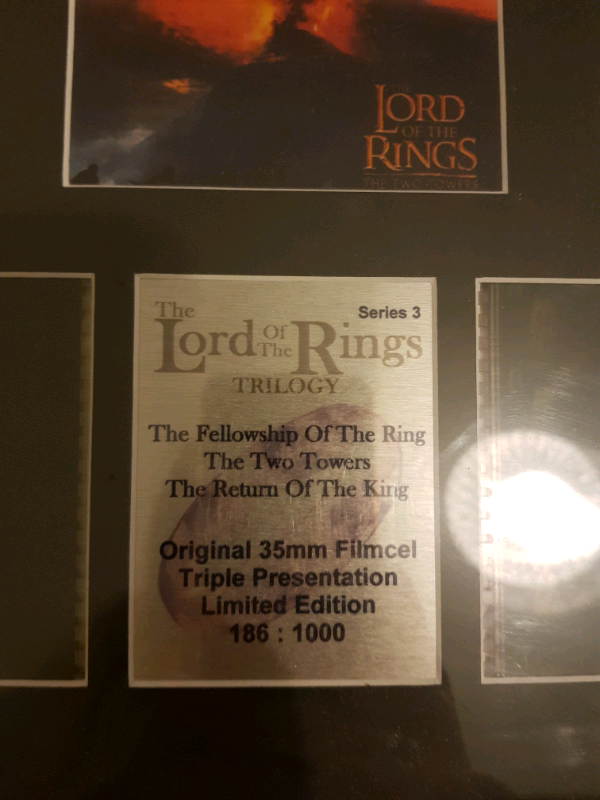 LORD
OF THE
RINGS
THE TWO TOWERS
The Lord Of The Rings
Series 3
TRILOGY
The Fellowship Of The Ring
The Two Towers
The Return Of The King
Original 35mm Filmcel
Triple Presentation
Limited Edition
186 : 1000